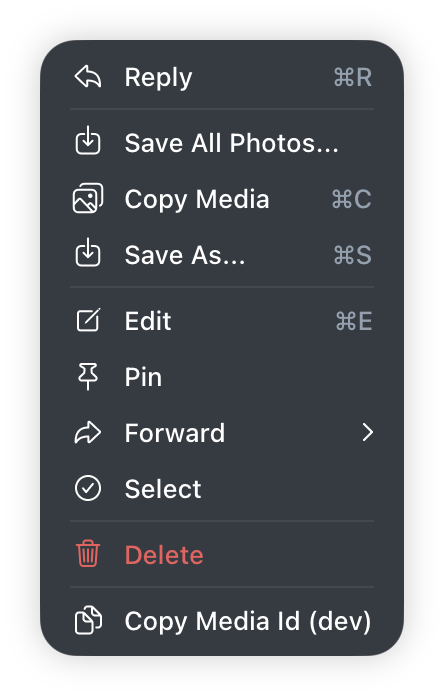 Reply ⌘R
Save All Photos...
Copy Media ⌘C
Save As... ⌘S
Edit ⌘E
Pin
Forward
Select
Delete
Copy Media Id (dev)